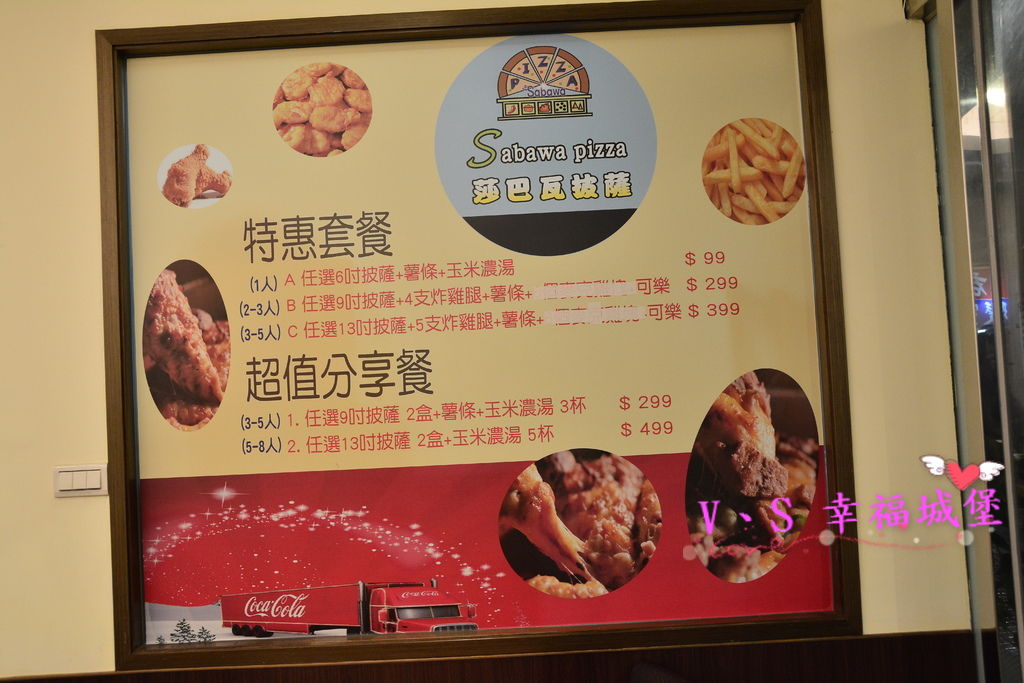 PIZZA
Sabawa
Sabawa pizza
莎巴瓦披薩
特惠套餐
(1人) A 任選6吋披薩+薯條+玉米濃湯 $ 99
(2-3人) B 任選9吋披薩+4支炸雞腿+薯條+ 可樂 $ 299
(3-5人) C 任選13吋披薩+5支炸雞腿+薯條+ 可樂 $ 399
超值分享餐
(3-5人) 1. 任選9吋披薩 2盒+薯條+玉米濃湯 3杯 $ 299
(5-8人) 2. 任選13吋披薩 2盒+玉米濃湯 5杯 $ 499
Coca-Cola
Coca-Cola
V、S 幸福城堡